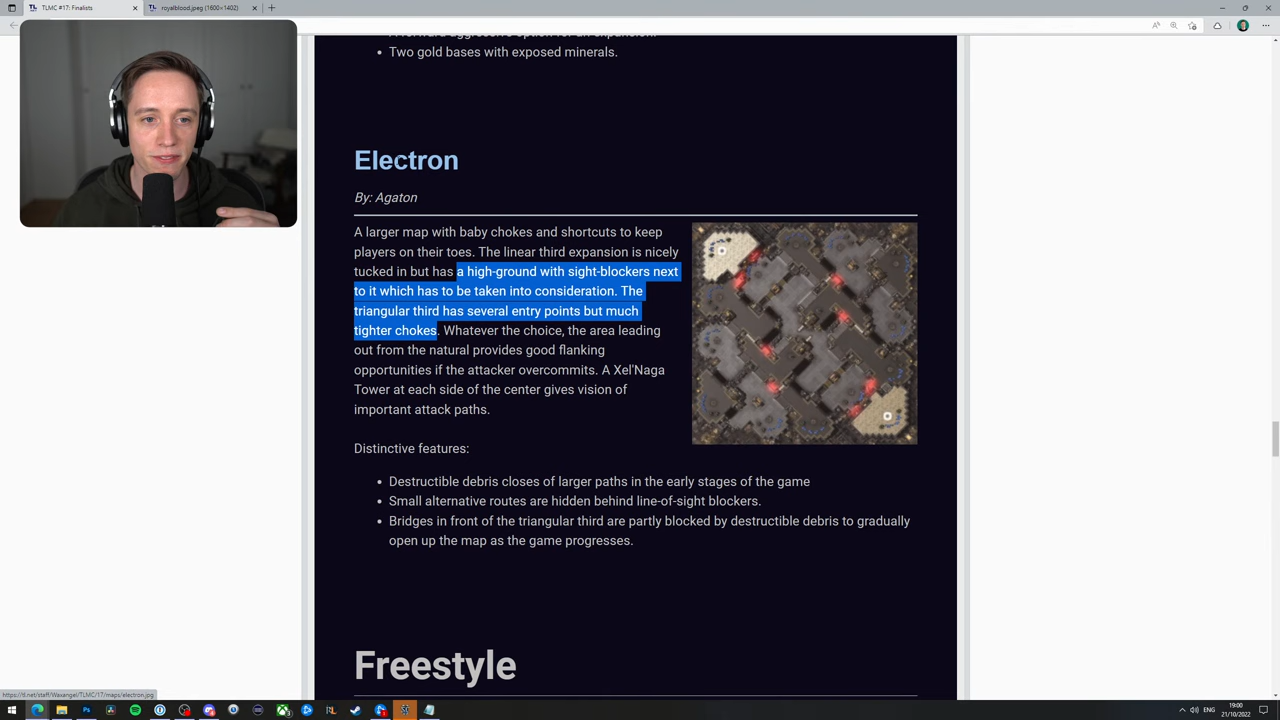 TLMC #17: Finalists
royalblood.jpeg (1600×1402)
Two gold bases with exposed minerals.
Electron
By: Agaton
A larger map with baby chokes and shortcuts to keep
players on their toes. The linear third expansion is nicely
tucked in but has a high-ground with sight-blockers next
to it which has to be taken into consideration. The
triangular third has several entry points but much
tighter chokes. Whatever the choice, the area leading
out from the natural provides good flanking
opportunities if the attacker overcommits. A Xel'Naga
Tower at each side of the center gives vision of
important attack paths.
Distinctive features:
Destructible debris closes of larger paths in the early stages of the game
Small alternative routes are hidden behind line-of-sight blockers.
Bridges in front of the triangular third are partly blocked by destructible debris to gradually
open up the map as the game progresses.
Freestyle
https://tl.net/staff/Waxangel/TLMC/17/maps/electron.jpg
ENG
19:00
21/10/2022